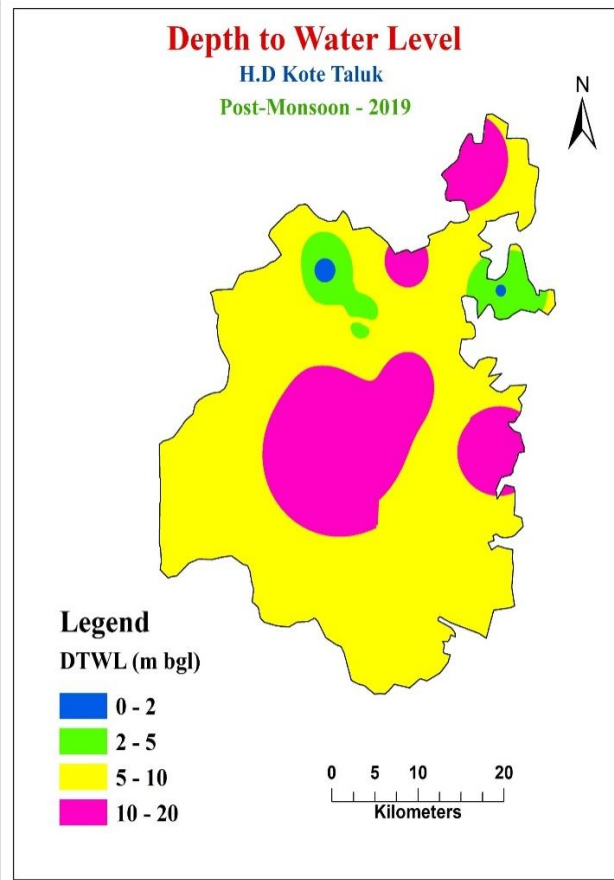 Depth to Water Level
H.D Kote Taluk
Post-Monsoon - 2019
N
Legend
DTWL (m bgl)
0 - 2
2 - 5
5 - 10
10 - 20
0 5 10 20
Kilometers